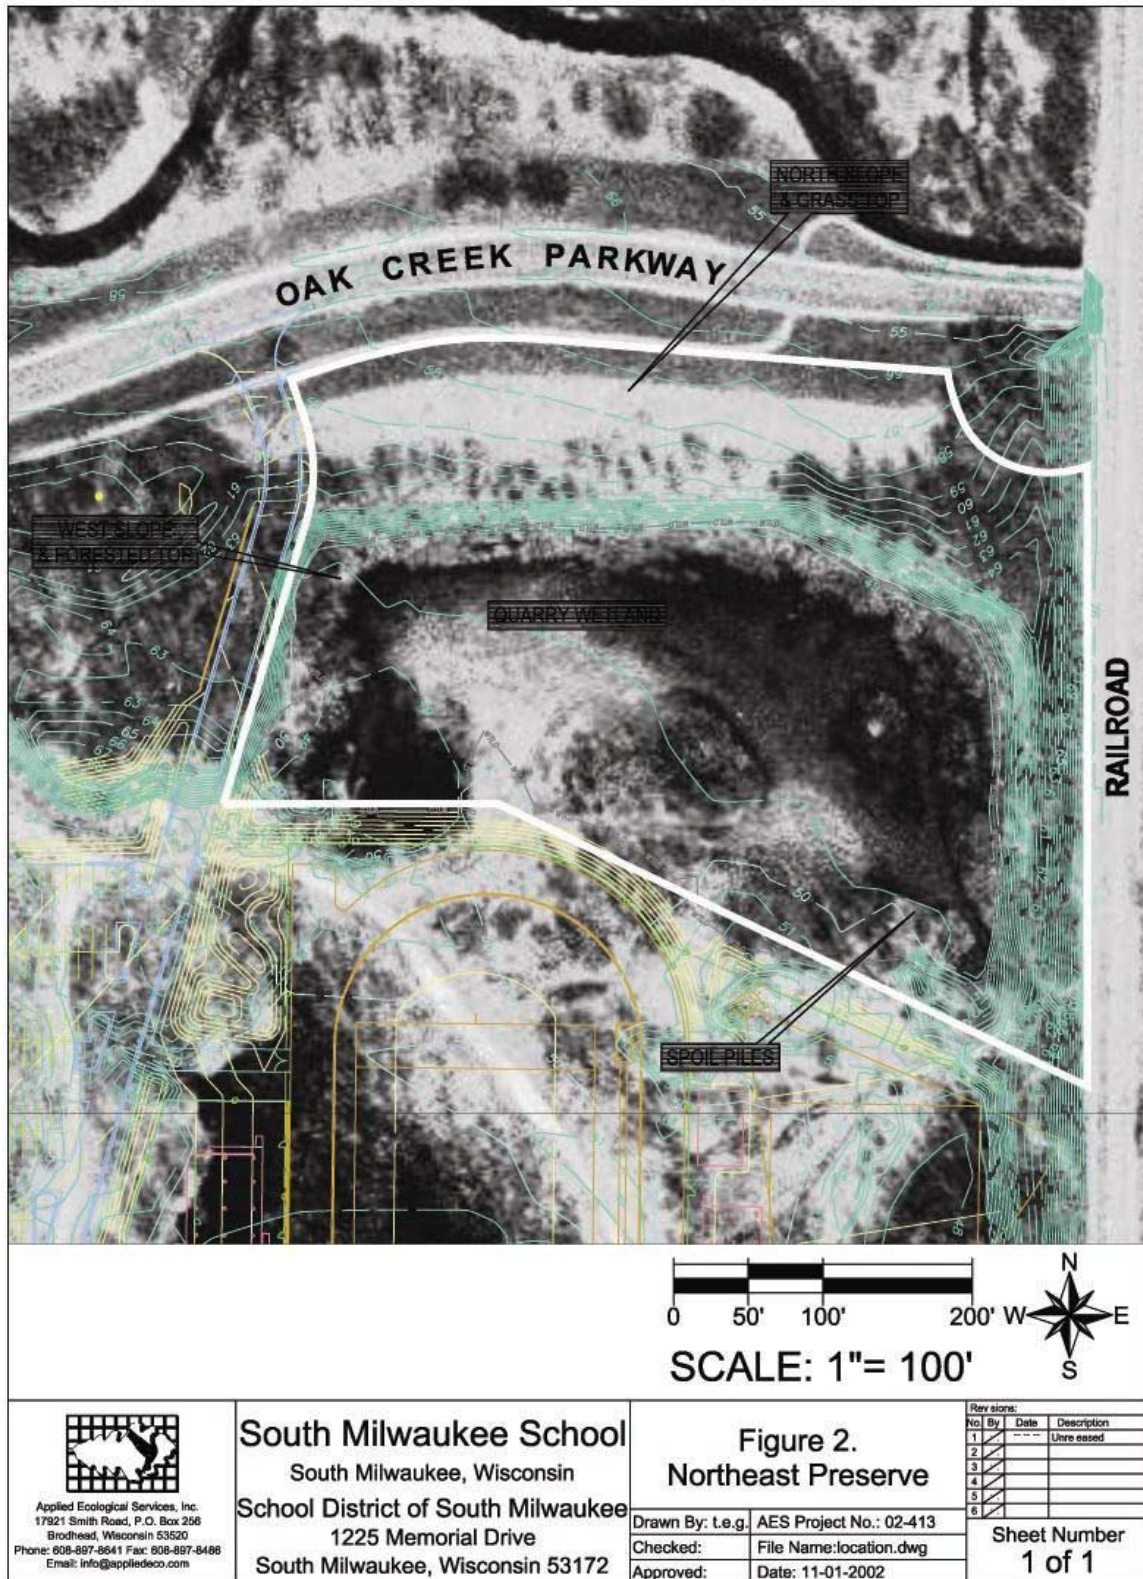 NORTH SLOPE
& GRASS TOP
OAK CREEK PARKWAY
WEST SLOPE
& FORESTED TOP
QUARRY WETLAND
RAILROAD
SPOIL PILES
0 50' 100' 200'
SCALE: 1"= 100'
N
W E
S
Applied Ecological Services, Inc.
17921 Smith Road, P.O. Box 256
Brodhead, Wisconsin 53520
Phone: 608-897-8641 Fax: 608-897-8486
Email: info@appliedeco.com
South Milwaukee School
South Milwaukee, Wisconsin
School District of South Milwaukee
1225 Memorial Drive
South Milwaukee, Wisconsin 53172
Figure 2.
Northeast Preserve
Drawn By: t.e.g. AES Project No.: 02-413
Checked: File Name:location.dwg
Approved: Date: 11-01-2002
Rev sions:
No. By Date Description
1 ---- Unre eased
2
3
4
5
6
Sheet Number
1 of 1